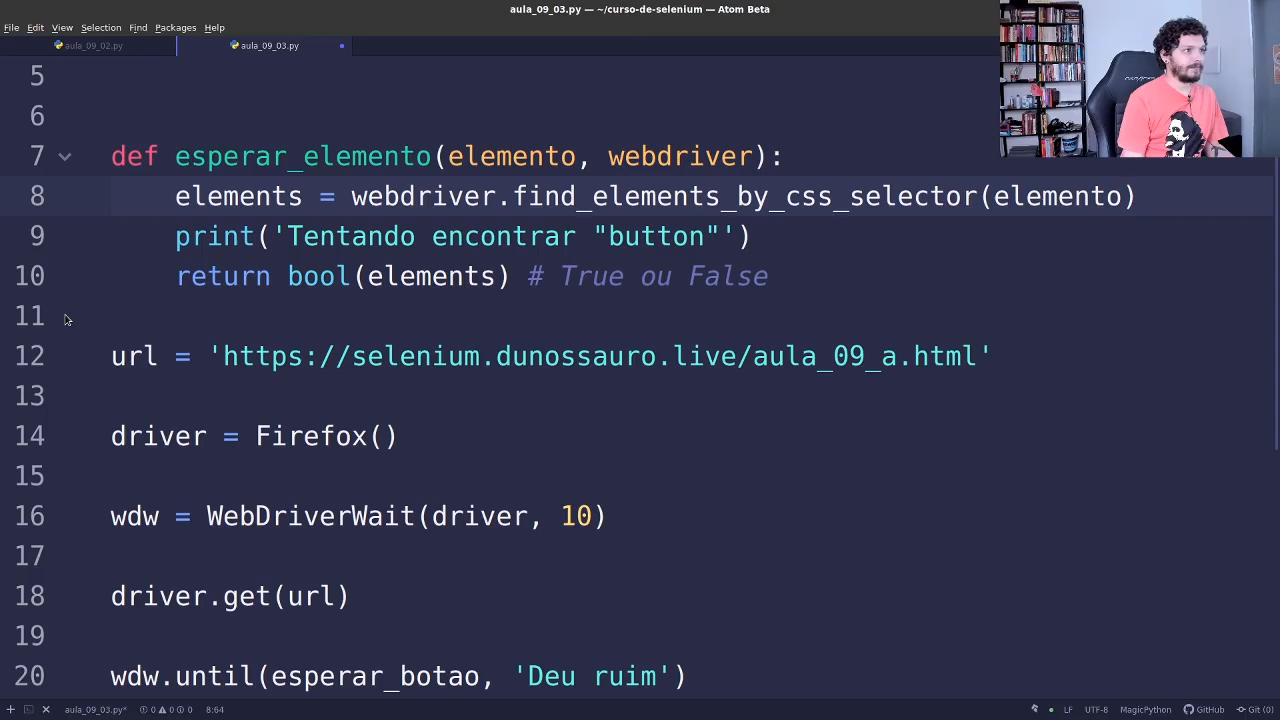 aula_09_03.py — ~/curso-de-selenium — Atom Beta
File Edit View Selection Find Packages Help
aula_09_02.py aula_09_03.py
5
6
7 def esperar_elemento(elemento, webdriver):
8 elements = webdriver.find_elements_by_css_selector(elemento)
9 print('Tentando encontrar "button"')
10 return bool(elements) # True ou False
11
12 url = 'https://selenium.dunossauro.live/aula_09_a.html'
13
14 driver = Firefox()
15
16 wdw = WebDriverWait(driver, 10)
17
18 driver.get(url)
19
20 wdw.until(esperar_botao, 'Deu ruim')
aula_09_03.py* 0 0 0 8:64 LF UTF-8 MagicPython GitHub Git (0)